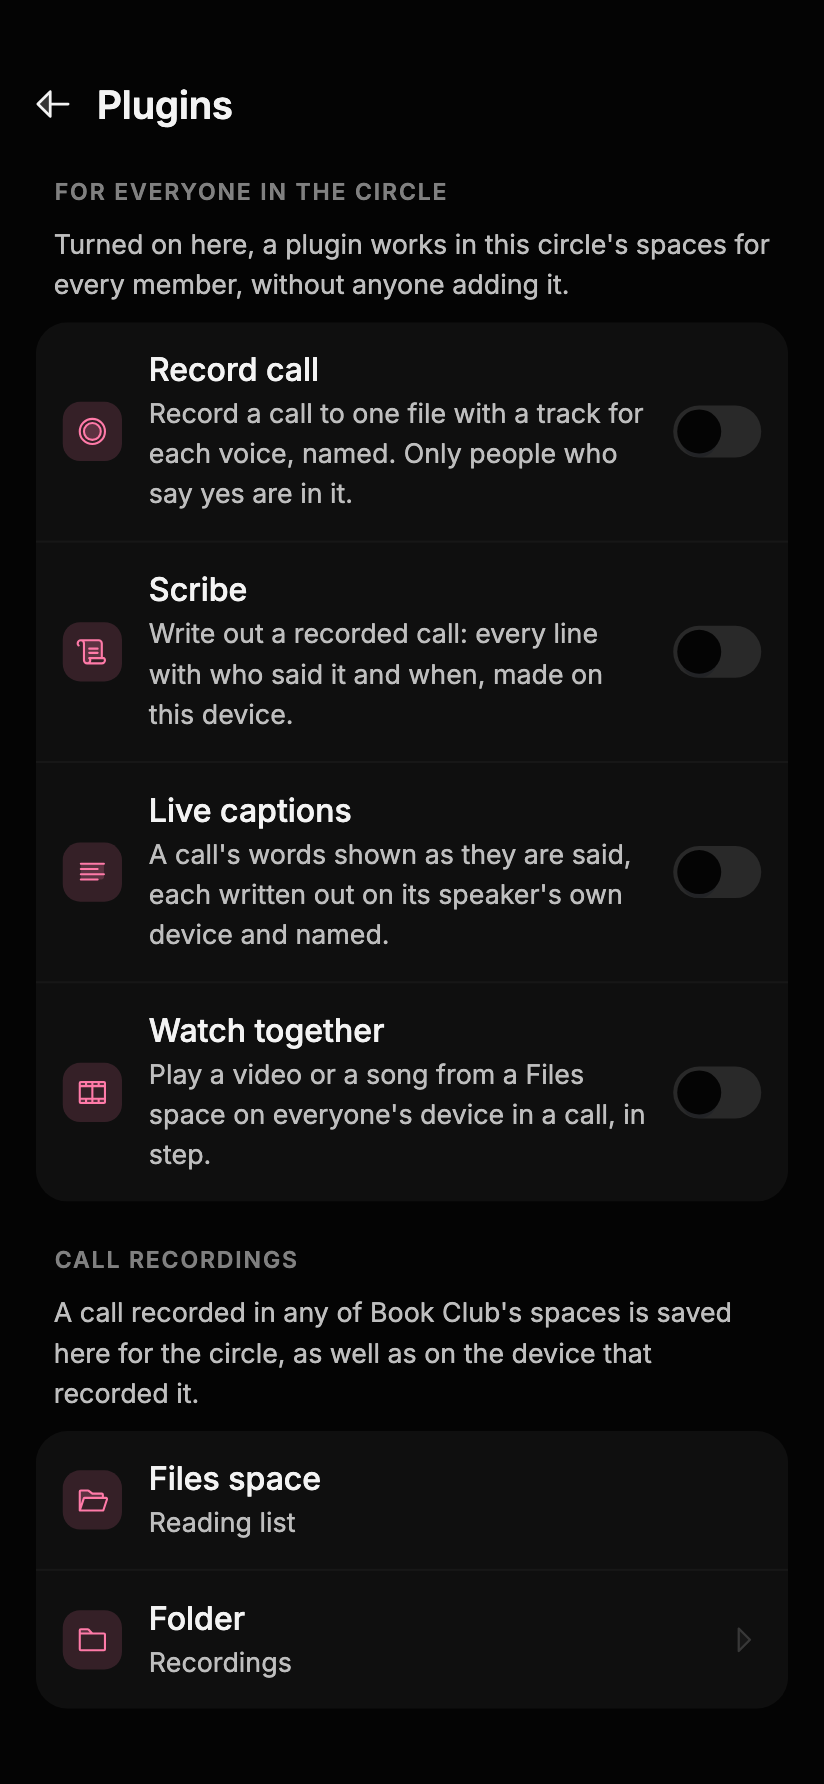 Plugins
FOR EVERYONE IN THE CIRCLE
Turned on here, a plugin works in this circle's spaces for
every member, without anyone adding it.
Record call
Record a call to one file with a track for
each voice, named. Only people who
say yes are in it.
Scribe
Write out a recorded call: every line
with who said it and when, made on
this device.
Live captions
A call's words shown as they are said,
each written out on its speaker's own
device and named.
Watch together
Play a video or a song from a Files
space on everyone's device in a call, in
step.
CALL RECORDINGS
A call recorded in any of Book Club's spaces is saved
here for the circle, as well as on the device that
recorded it.
Files space
Reading list
Folder
Recordings